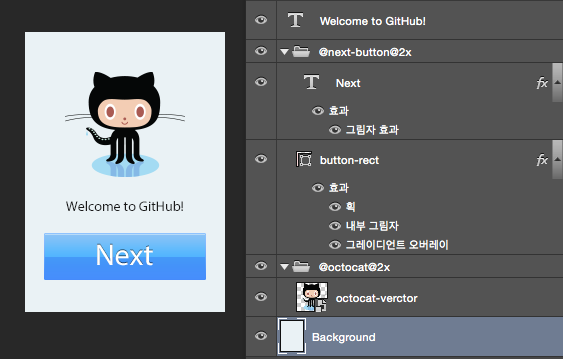 Welcome to GitHub!
Next
Welcome to GitHub!
@next-button@2x
Next
fx
효과
그림자 효과
button-rect
fx
효과
획
내부 그림자
그레이디언트 오버레이
@octocat@2x
octocat-verctor
Background